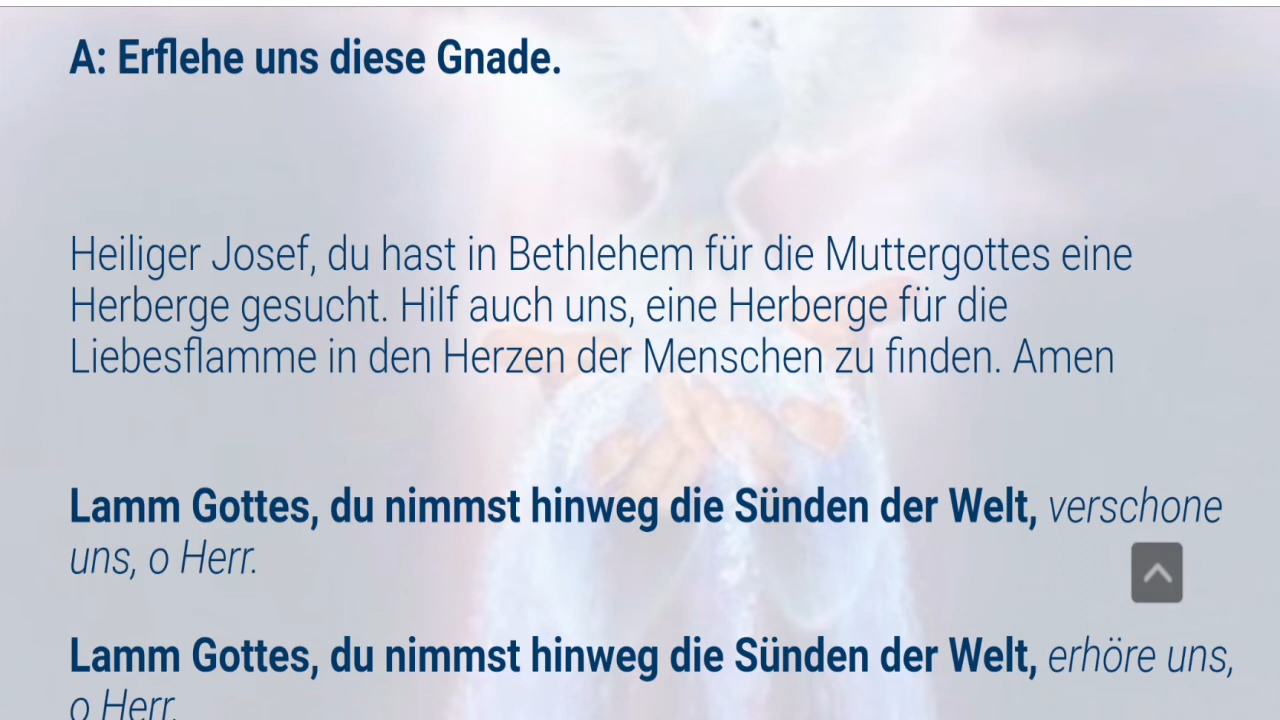 A: Erflehe uns diese Gnade.
Heiliger Josef, du hast in Bethlehem für die Muttergottes eine
Herberge gesucht. Hilf auch uns, eine Herberge für die
Liebesflamme in den Herzen der Menschen zu finden. Amen
Lamm Gottes, du nimmst hinweg die Sünden der Welt, verschone
uns, o Herr.
Lamm Gottes, du nimmst hinweg die Sünden der Welt, erhöre uns,
o Herr.